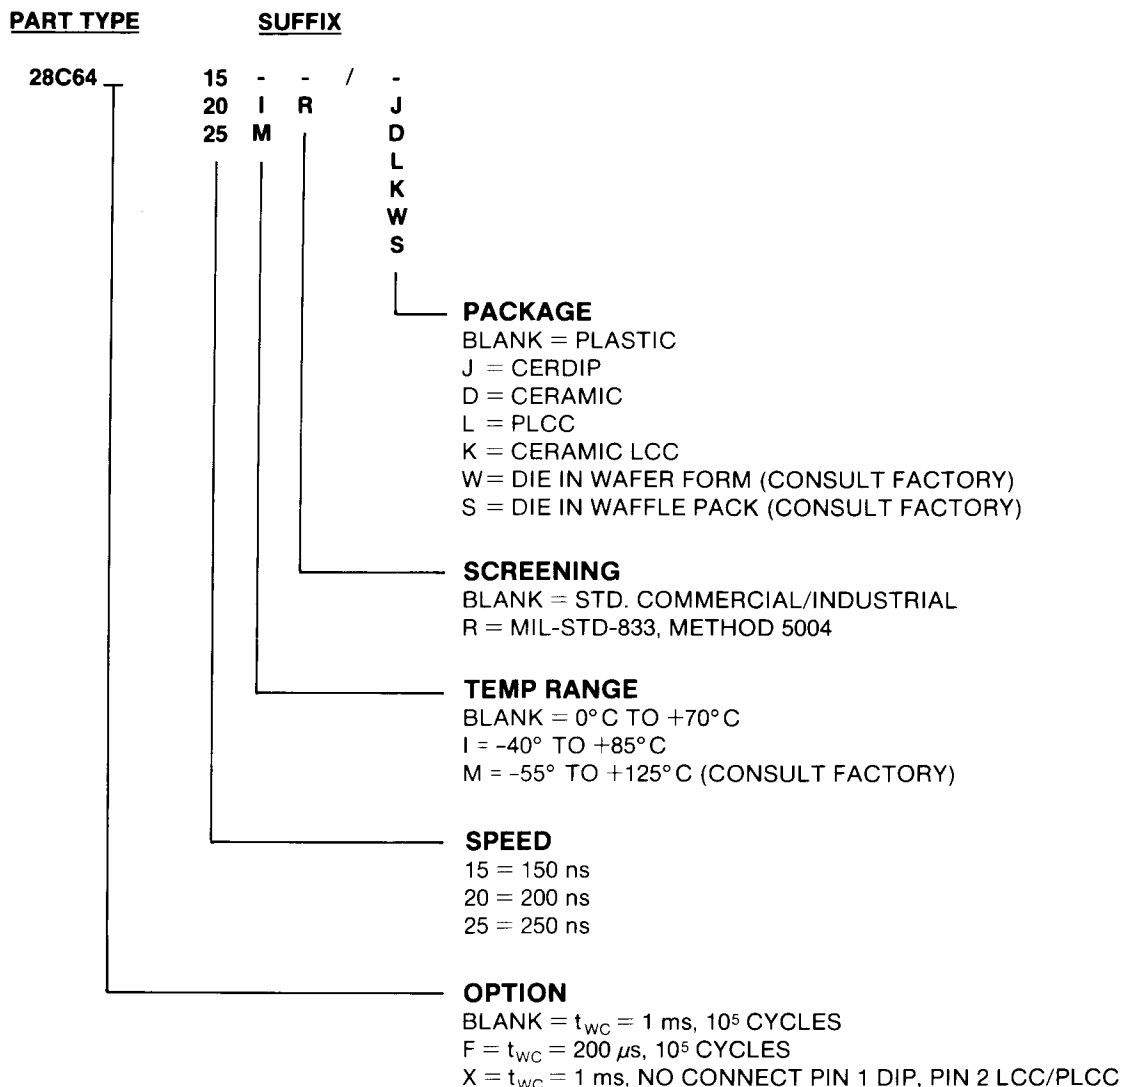 PART TYPE SUFFIX
28C64 _ 15 - - / -
20 I R J
25 M D
L
K
W
S
PACKAGE
BLANK = PLASTIC
J = CERDIP
D = CERAMIC
L = PLCC
K = CERAMIC LCC
W = DIE IN WAFER FORM (CONSULT FACTORY)
S = DIE IN WAFFLE PACK (CONSULT FACTORY)
SCREENING
BLANK = STD. COMMERCIAL/INDUSTRIAL
R = MIL-STD-833, METHOD 5004
TEMP RANGE
BLANK = 0°C TO +70°C
I = -40° TO +85°C
M = -55° TO +125°C (CONSULT FACTORY)
SPEED
15 = 150 ns
20 = 200 ns
25 = 250 ns
OPTION
BLANK = tWC = 1 ms, 10⁵ CYCLES
F = tWC = 200 μs, 10⁵ CYCLES
X = tWC = 1 ms, NO CONNECT PIN 1 DIP, PIN 2 LCC/PLCC